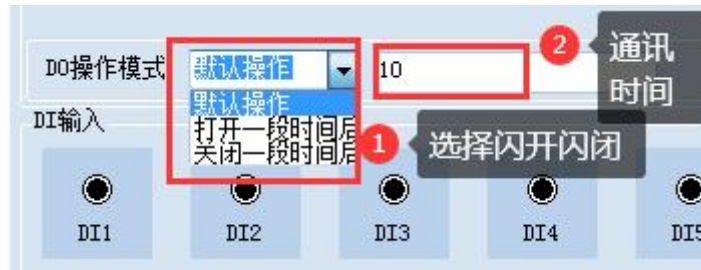 DO操作模式 默认操作 10 2 通讯
时间
默认操作
DI输入
打开一段时间后
关闭一段时间后
1 选择闪开闪闭
DI1 DI2 DI3 DI4 DI5